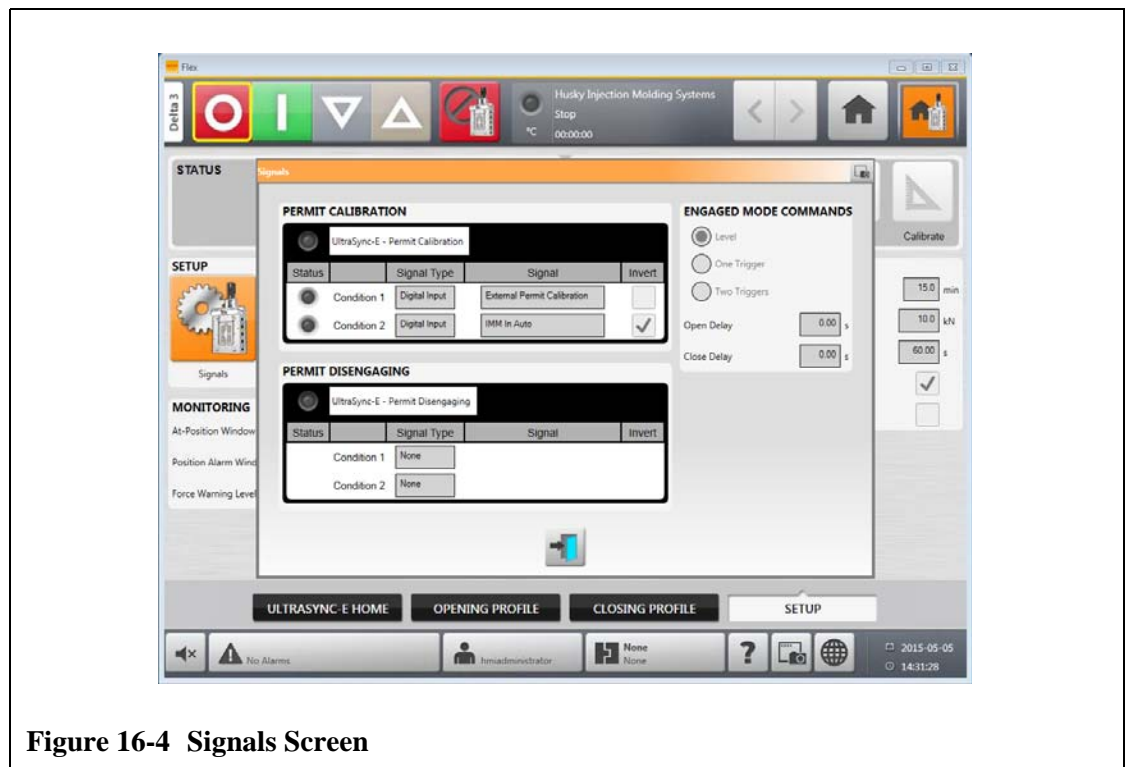 Flex
Delta 3
Husky Injection Molding Systems
Stop
°C 00:00:00
STATUS
Signals
Calibrate
PERMIT CALIBRATION
UltraSync-E - Permit Calibration
Status Signal Type Signal Invert
Condition 1 Digital Input External Permit Calibration
Condition 2 Digital Input IMM In Auto
PERMIT DISENGAGING
UltraSync-E - Permit Disengaging
Status Signal Type Signal Invert
Condition 1 None
Condition 2 None
ENGAGED MODE COMMANDS
Level
One Trigger
Two Triggers
Open Delay 0.00 s
Close Delay 0.00 s
15.0 min
10.0 kN
60.00 s
SETUP
Signals
MONITORING
At-Position Window
Position Alarm Wind
Force Warning Level
ULTRASYNC-E HOME OPENING PROFILE CLOSING PROFILE SETUP
No Alarms hmiadministrator None
None
? 2015-05-05
14:31:28
Figure 16-4 Signals Screen